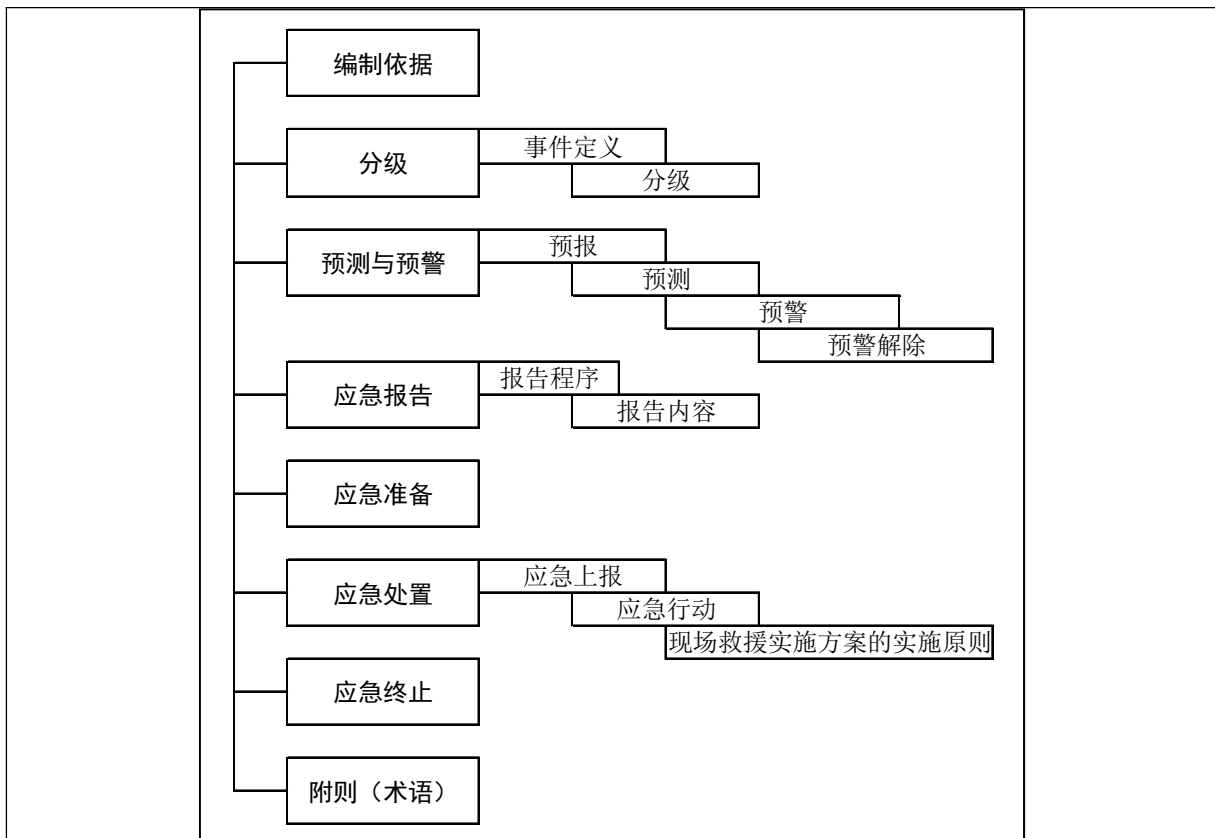 编制依据
分级
事件定义
分级
预测与预警
预报
预测
预警
预警解除
应急报告
报告程序
报告内容
应急准备
应急处置
应急上报
应急行动
现场救援实施方案的实施原则
应急终止
附则（术语）